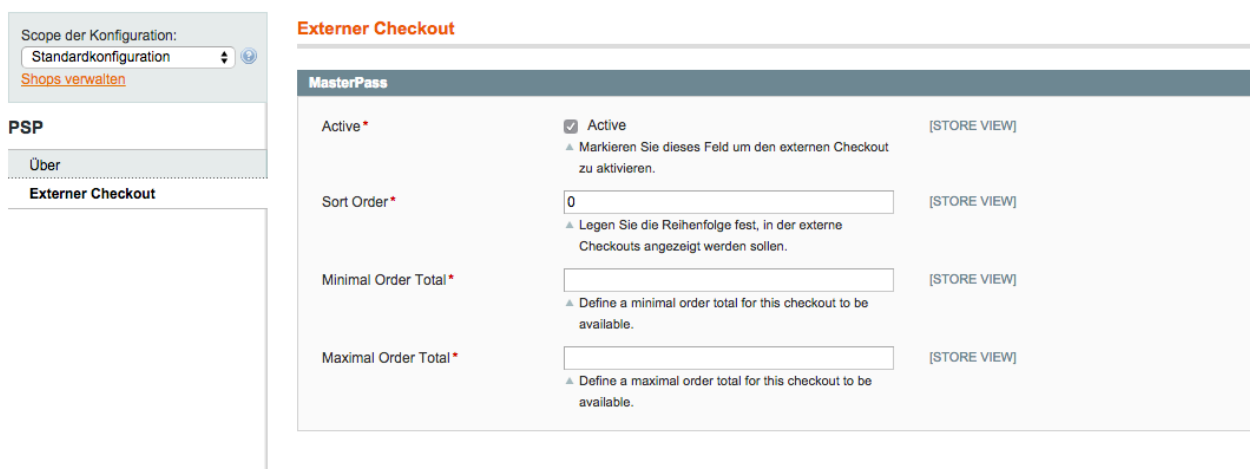 Scope der Konfiguration:
Standardkonfiguration
Shops verwalten
PSP
Über
Externer Checkout
Externer Checkout
MasterPass
Active* Active [STORE VIEW]
Markieren Sie dieses Feld um den externen Checkout
zu aktivieren.
Sort Order* 0 [STORE VIEW]
Legen Sie die Reihenfolge fest, in der externe
Checkouts angezeigt werden sollen.
Minimal Order Total* [STORE VIEW]
Define a minimal order total for this checkout to be
available.
Maximal Order Total* [STORE VIEW]
Define a maximal order total for this checkout to be
available.